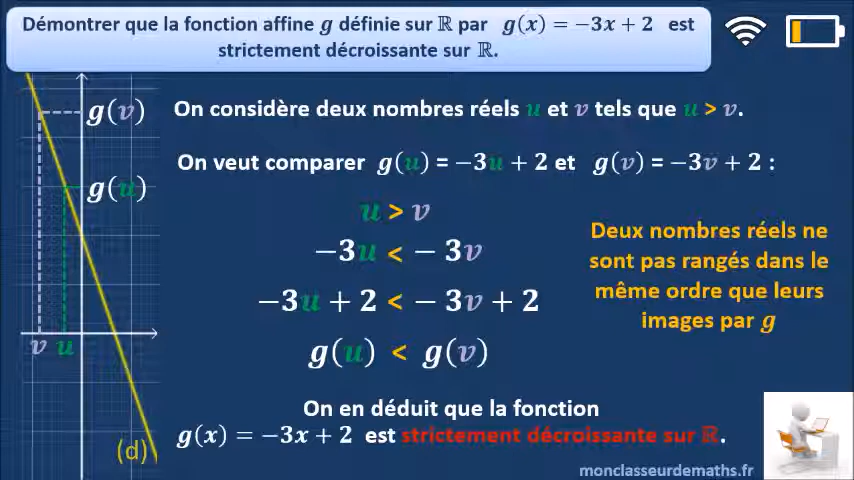 Démontrer que la fonction affine g définie sur ℝ par g(x) = −3x + 2 est
strictement décroissante sur ℝ.
g(v)
On considère deux nombres réels u et v tels que u > v.
On veut comparer g(u) = −3u + 2 et g(v) = −3v + 2 :
g(u)
u > v
−3u < − 3v
−3u + 2 < − 3v + 2
g(u) < g(v)
Deux nombres réels ne
sont pas rangés dans le
même ordre que leurs
images par g
v u
On en déduit que la fonction
g(x) = −3x + 2 est strictement décroissante sur ℝ.
(d)
monclasseurdemaths.fr